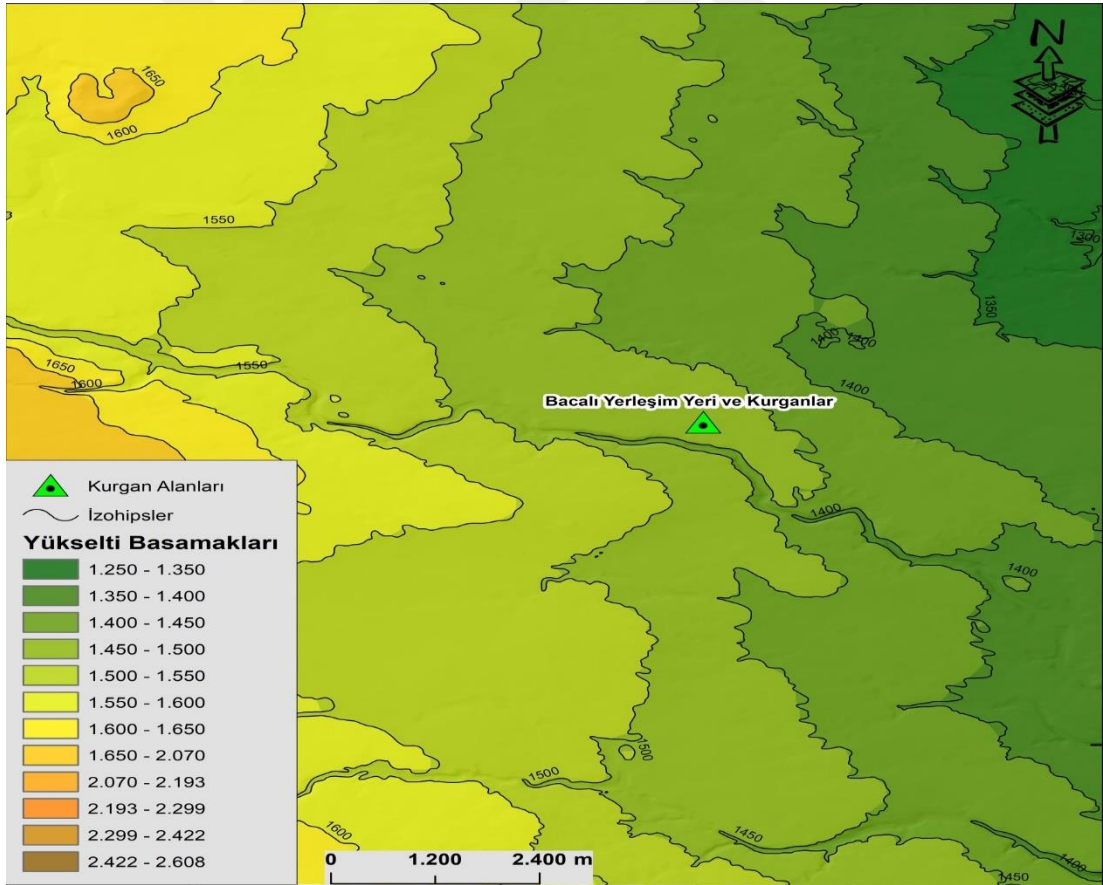 N
1650
1600
1550
1300
1350
1650
1600
1550
1400
1400
1400
Bacalı Yerleşim Yeri ve Kurganlar
1400
1400
1500
1500
1450
1600
1400
1450
Kurgan Alanları
İzohipsler
Yükselti Basamakları
1.250 - 1.350
1.350 - 1.400
1.400 - 1.450
1.450 - 1.500
1.500 - 1.550
1.550 - 1.600
1.600 - 1.650
1.650 - 2.070
2.070 - 2.193
2.193 - 2.299
2.299 - 2.422
2.422 - 2.608
0 1.200 2.400 m